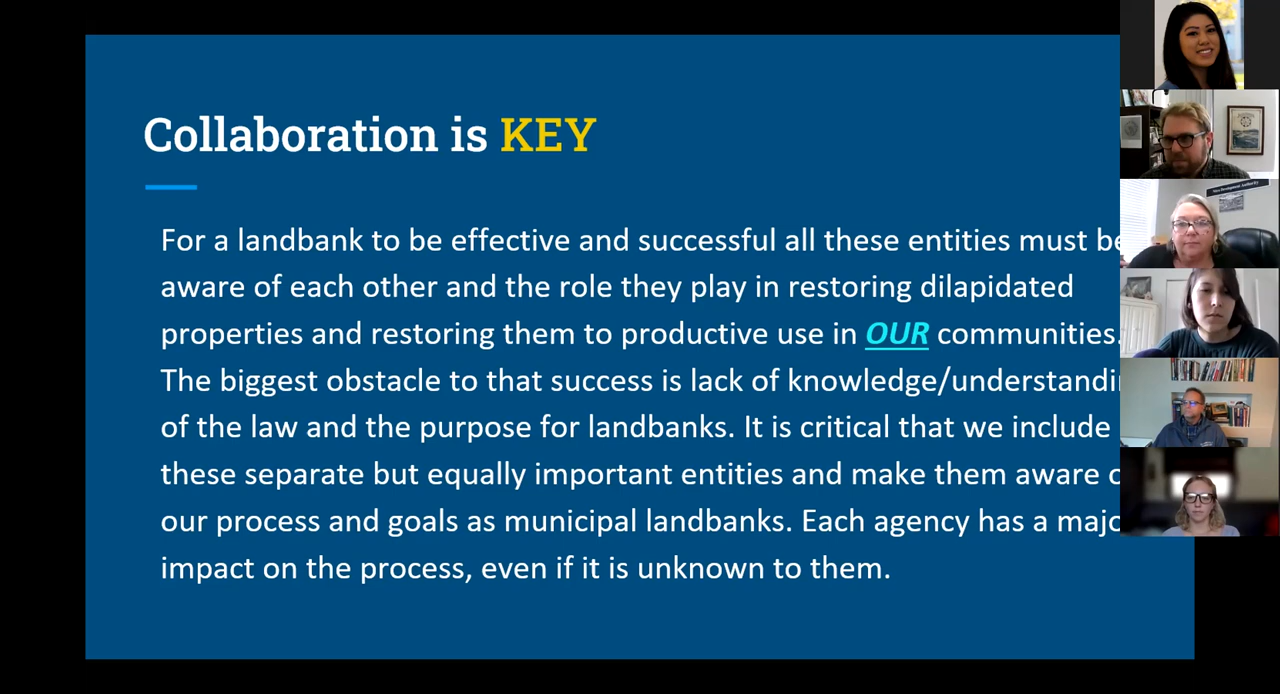 Collaboration is KEY
For a landbank to be effective and successful all these entities must be
aware of each other and the role they play in restoring dilapidated
properties and restoring them to productive use in OUR communities.
The biggest obstacle to that success is lack of
of the law and the purpose for landbanks. It is critical that we include
these separate but equally important entities and make them aware
our process and goals as municipal landbanks. Each agency has a
impact on the process, even if it is unknown to them.
Development Authority